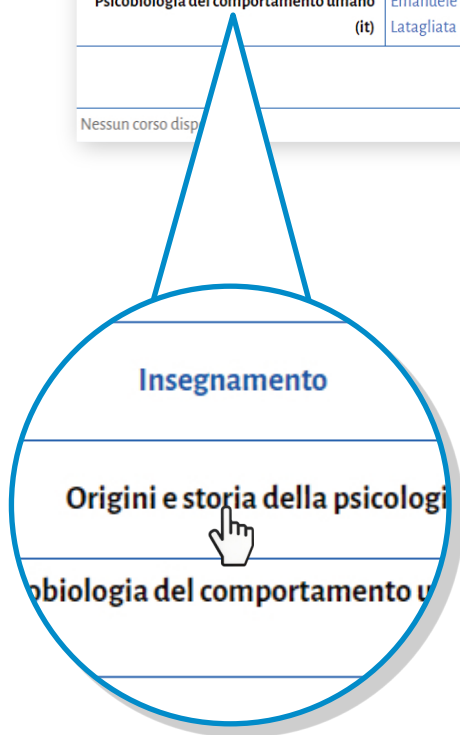 Psicobiologia del comportamento umano Emanuele
(it) Latagliata
Nessun corso disp
Insegnamento
Origini e storia della psicologi
obiologia del comportamento u